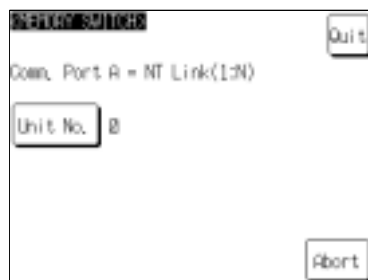 <MEMORY SWITCH>
Quit
Comm. Port A = NT Link(1:N)
Unit No. 0
Abort